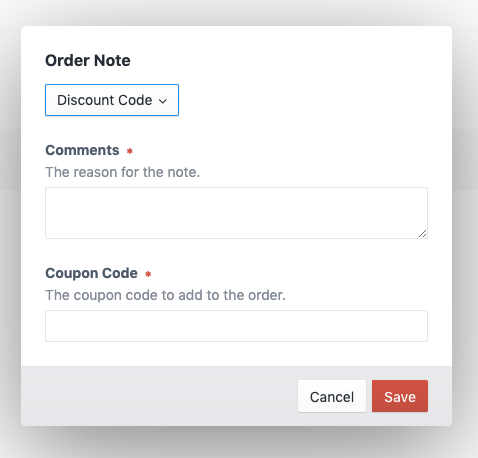 Order Note
Discount Code
Comments *
The reason for the note.
Coupon Code *
The coupon code to add to the order.
Cancel Save